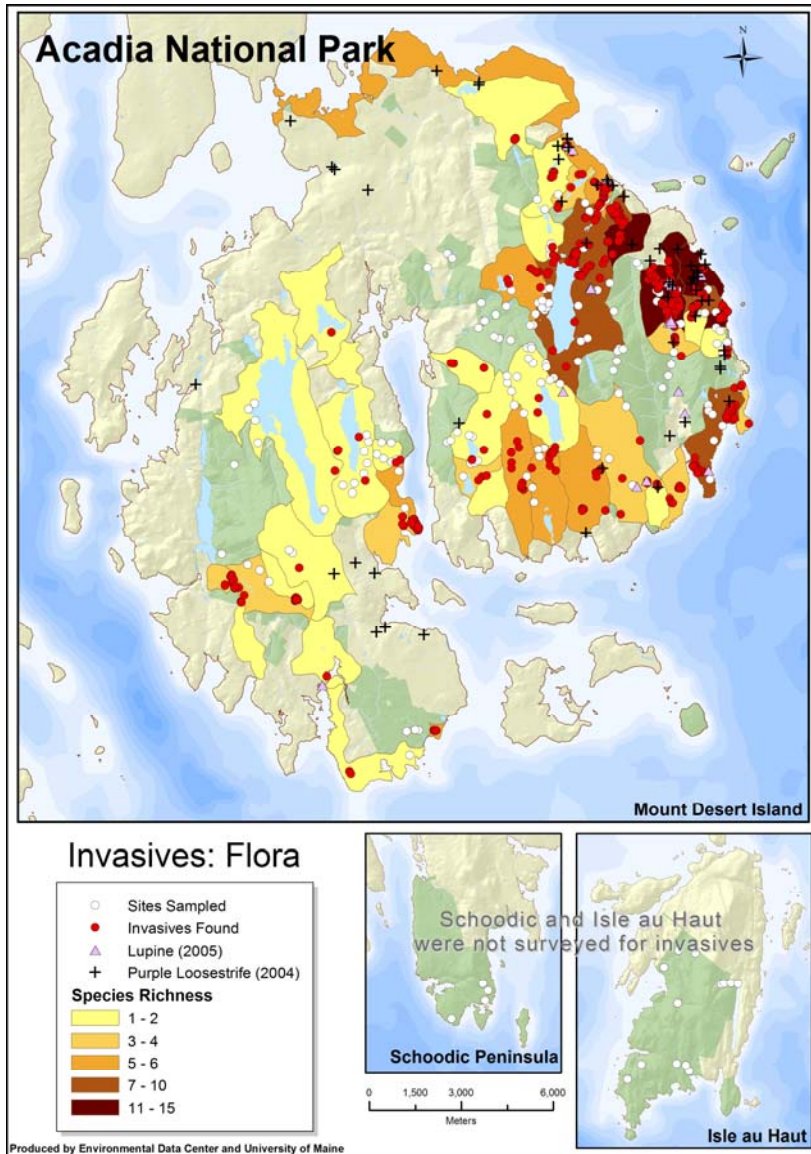 Acadia National Park
N
Mount Desert Island
Invasives: Flora
Sites Sampled
Invasives Found
Lupine (2005)
Purple Loosestrife (2004)
Species Richness
1 - 2
3 - 4
5 - 6
7 - 10
11 - 15
Schoodic and Isle au Haut
were not surveyed for invasives
Schoodic Peninsula
0 1,500 3,000 6,000
Meters
Isle au Haut
Produced by Environmental Data Center and University of Maine